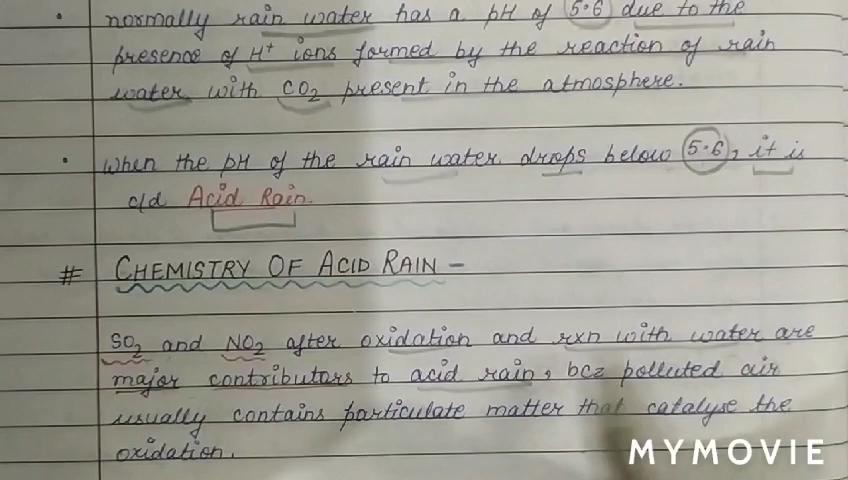 • normally rain water has a pH of 5.6 due to the
presence of H⁺ ions formed by the reaction of rain
water with CO₂ present in the atmosphere.
• when the pH of the rain water drops below 5.6, it is
c/d Acid Rain.
# CHEMISTRY OF ACID RAIN -
SO₂ and NO₂ after oxidation and rxn with water are
major contributors to acid rain, bcz polluted air
usually contains particulate matter that catalyse the
oxidation.
MYMOVIE